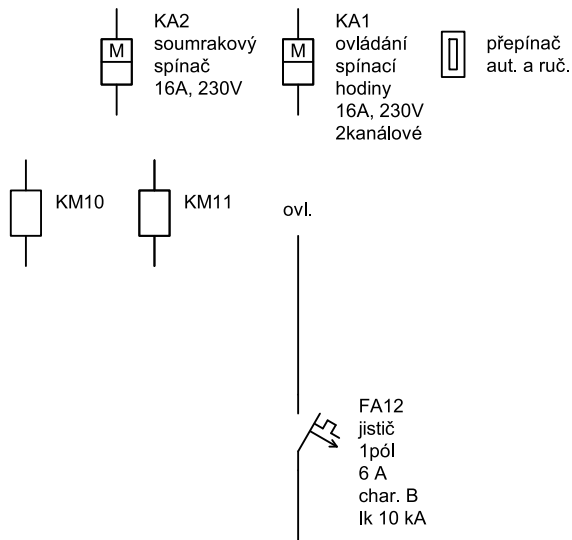 KA2
soumrakový
spínač
16A, 230V
M
KA1
ovládání
spínací
hodiny
16A, 230V
2kanálové
M
přepínač
aut. a ruč.
KM10
KM11
ovl.
FA12
jistič
1pól
6 A
char. B
Ik 10 kA